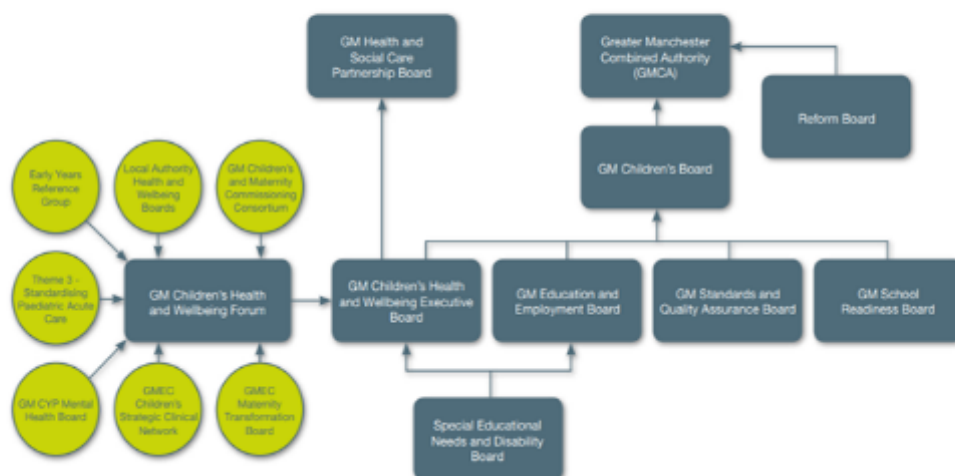 GM Health and
Social Care
Partnership Board
Greater Manchester
Combined Authority
(GMCA)
Reform Board
GM Children's Board
Early Years
Reference
Group
Local Authority
Health and
Welbeing
Boards
GM Children's
and Maternity
Commissioning
Consortium
Theme 3 -
Standardising
Paediatric Acute
Care
GM Children's Health
and Wellbeing Forum
GM Children's Health
and Wellbeing Executive
Board
GM Education and
Employment Board
GM Standards and
Quality Assurance Board
GM School
Readiness Board
GM CYP Mental
Health Board
GMEC
Children's
Strategic Clinical
Network
GMEC
Maternity
Transformation
Board
Special Educational
Needs and Disability
Board